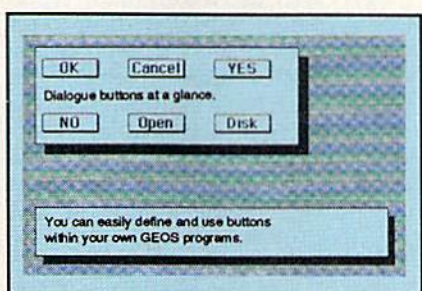 OK Cancel YES
Dialogue buttons at a glance.
NO Open Disk
You can easily define and use buttons
within your own GEOS programs.